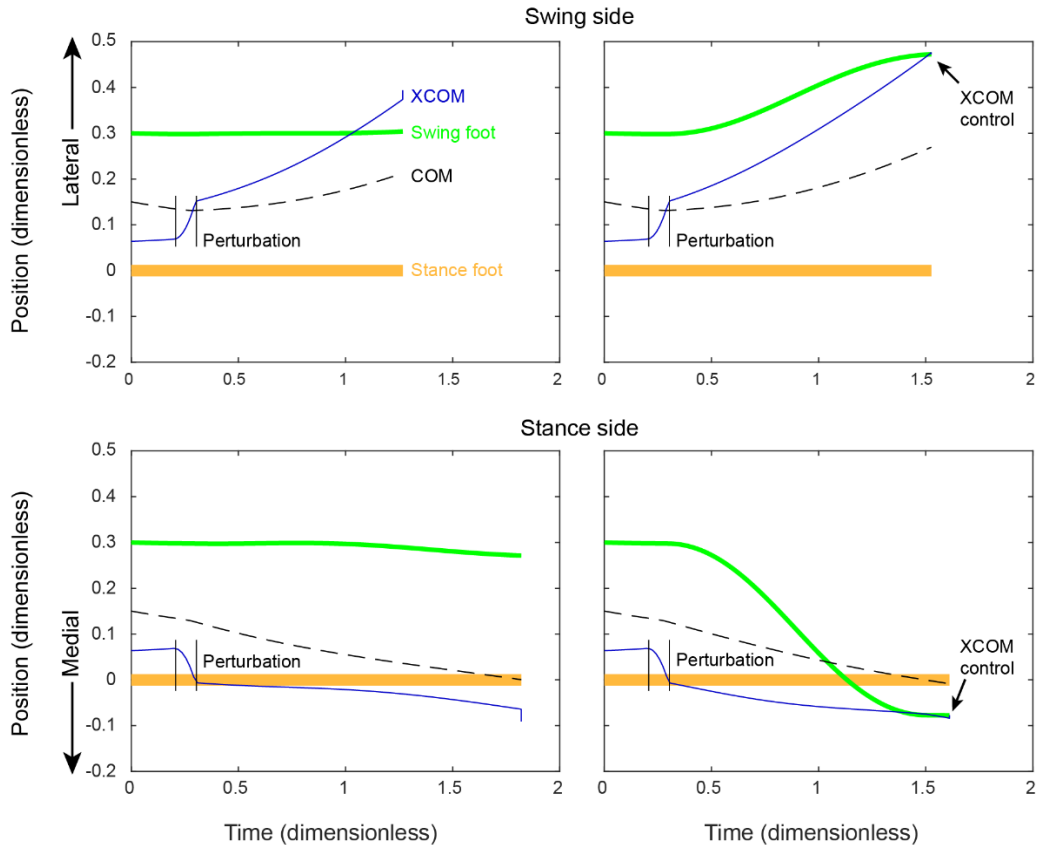 Swing side
Position (dimensionless)
Lateral
0.5
0.4
0.3
0.2
0.1
0
-0.1
-0.2
XCOM
Swing foot
COM
Perturbation
Stance foot
0
0.5
1
1.5
2
XCOM
control
Perturbation
0
0.5
1
1.5
2
Stance side
Position (dimensionless)
Medial
0.5
0.4
0.3
0.2
0.1
0
-0.1
-0.2
Perturbation
0
0.5
1
1.5
2
Perturbation
XCOM
control
0
0.5
1
1.5
2
Time (dimensionless)
Time (dimensionless)